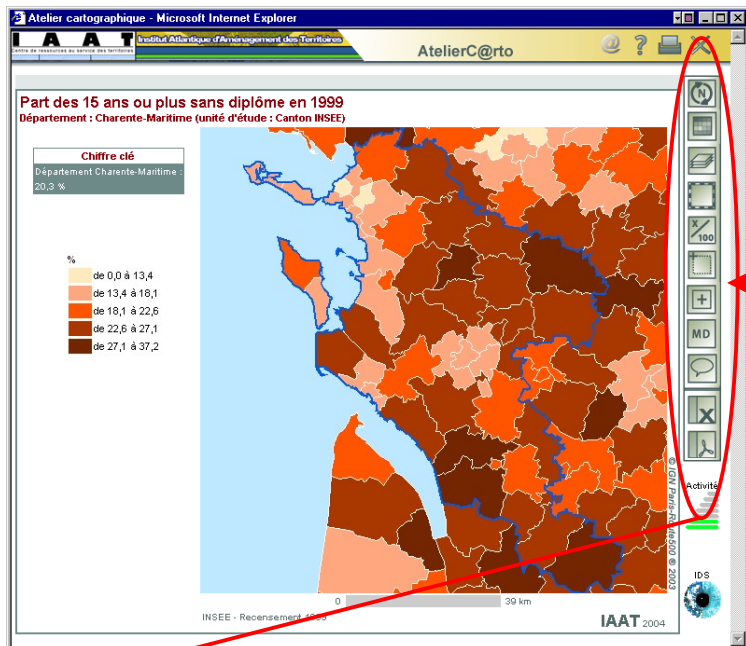 Atelier cartographique - Microsoft Internet Explorer
I A A T
Institut Atlantique d'Aménagement des Territoires
Centre de ressources au service des territoires
AtelierC@rto
@ ?
Part des 15 ans ou plus sans diplôme en 1999
Département : Charente-Maritime (unité d'étude : Canton INSEE)
Chiffre clé
Département Charente-Maritime :
20,3 %
%
de 0,0 à 13,4
de 13,4 à 18,1
de 18,1 à 22,6
de 22,6 à 27,1
de 27,1 à 37,2
N
X/100
MD
X
Activité
IDS
© IGN Paris-Route500 ® 2003
0 39 km
INSEE - Recensement 1999
IAAT 2004